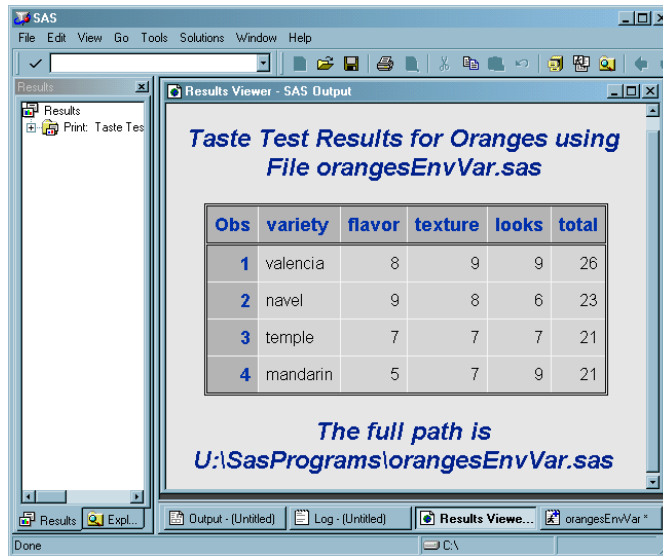 SAS
File Edit View Go Tools Solutions Window Help
Results
Results
Print: Taste Tes
Results Viewer - SAS Output
Taste Test Results for Oranges using
File orangesEnvVar.sas
Obs variety flavor texture looks total
1 valencia 8 9 9 26
2 navel 9 8 6 23
3 temple 7 7 7 21
4 mandarin 5 7 9 21
The full path is
U:\SasPrograms\orangesEnvVar.sas
Results Expl... Output - (Untitled) Log - (Untitled) Results Viewe... orangesEnvVar *
Done C:\